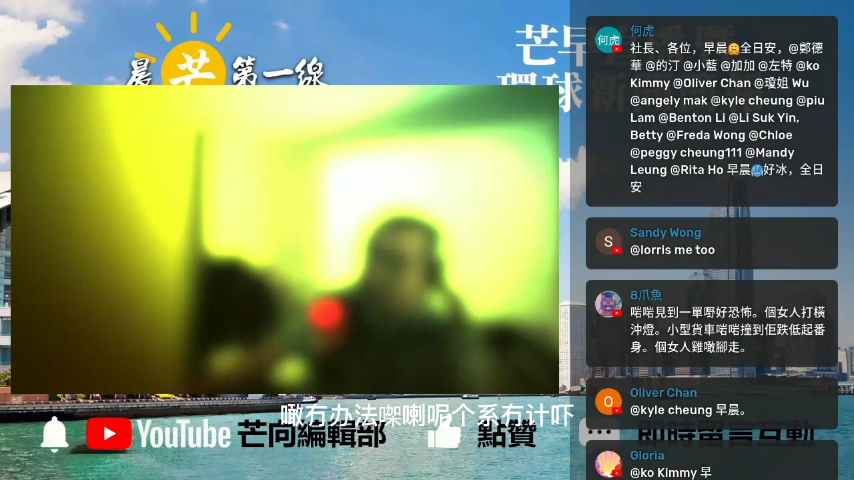 晨芒第一線
芒早
環球新
何虎
社長、各位，早晨🤗全日安，@鄭德
華 @的汀 @小藍 @加加 @左特 @ko
Kimmy @Oliver Chan @瓊姐 Wu
@angely mak @kyle cheung @piu
Lam @Benton Li @Li Suk Yin,
Betty @Freda Wong @Chloe
@peggy cheung111 @Mandy
Leung @Rita Ho 早晨🥶好冰，全日
安
Sandy Wong
@lorris me too
8爪魚
啱啱見到一單嘢好恐怖。個女人打橫
沖燈。小型貨車啱啱撞到佢跌低起番
身。個女人雞噉腳走。
Oliver Chan
@kyle cheung 早晨。
Gloria
@ko Kimmy 早
噉冇办法㗎喇呢个系冇计吓
YouTube 芒向編輯部
點贊
即時留言互動